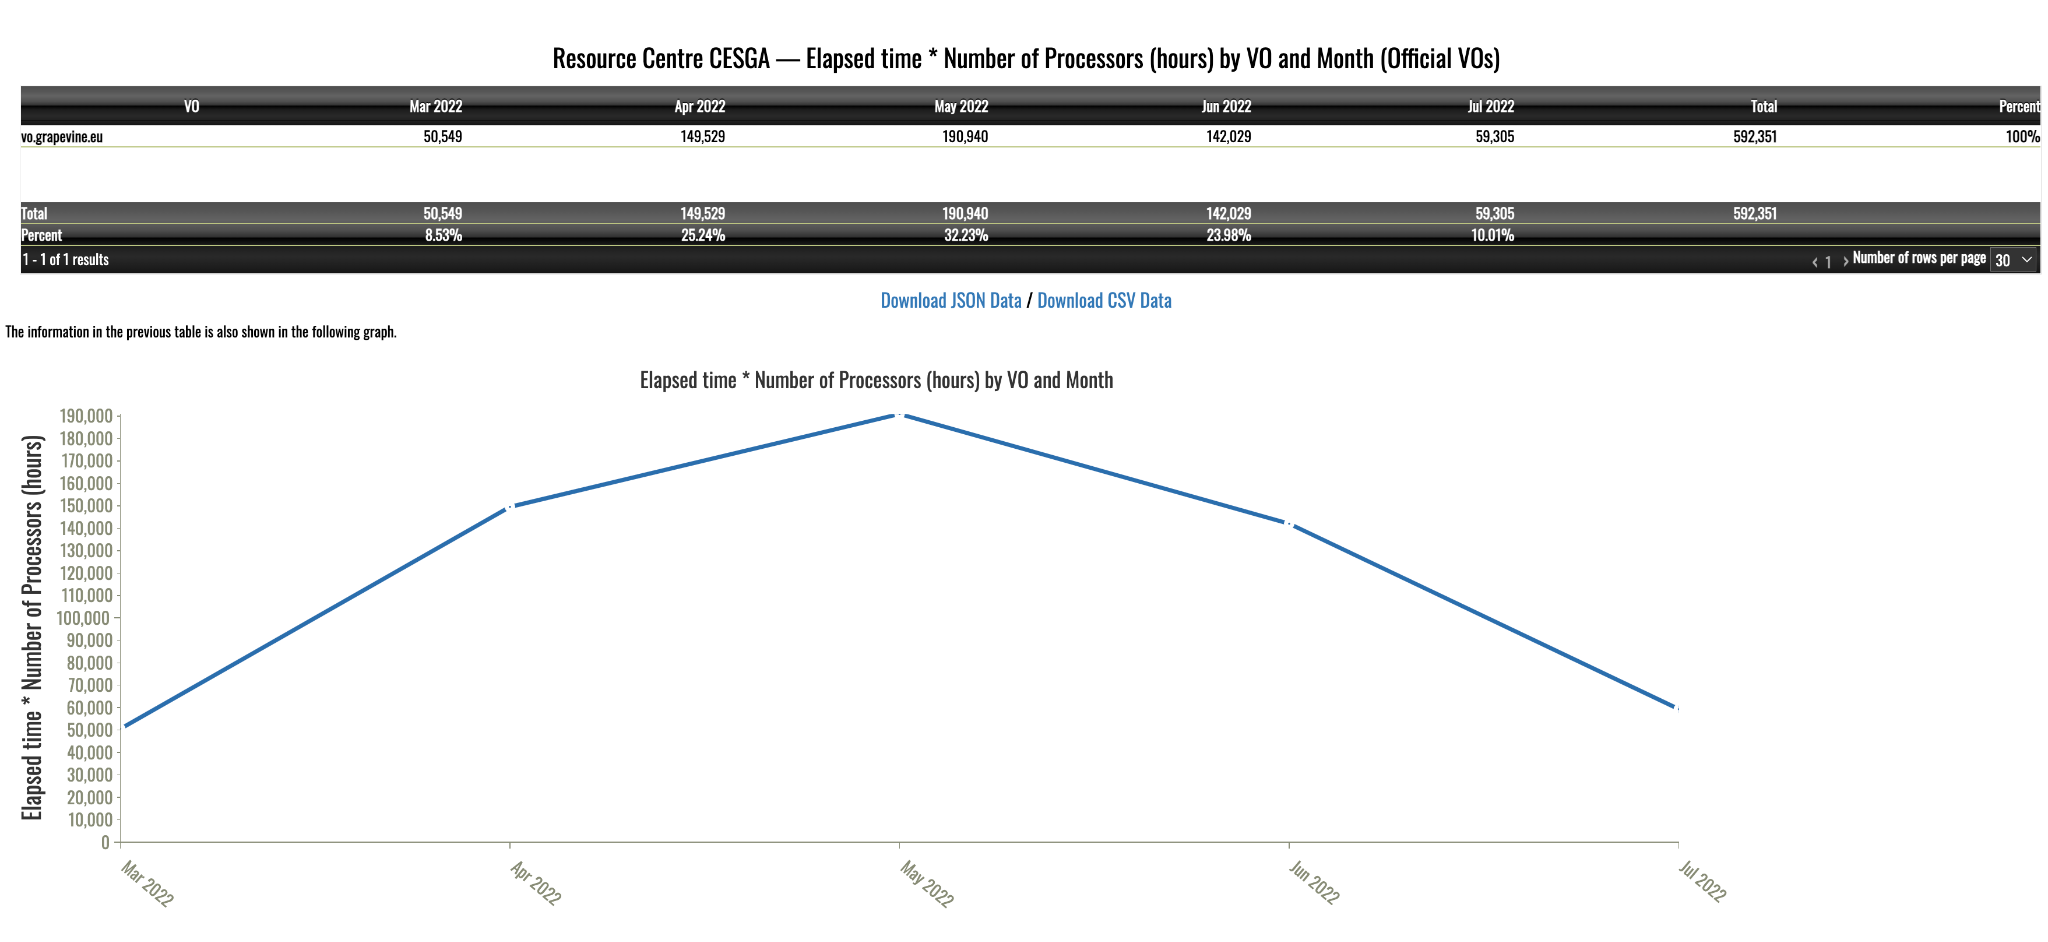 Resource Centre CESGA — Elapsed time * Number of Processors (hours) by VO and Month (Official VOs)
VO Mar 2022 Apr 2022 May 2022 Jun 2022 Jul 2022 Total Percent
vo.grapevine.eu 50,549 149,529 190,940 142,029 59,305 592,351 100%
Total 50,549 149,529 190,940 142,029 59,305 592,351
Percent 8.53% 25.24% 32.23% 23.98% 10.01%
1 - 1 of 1 results ‹ 1 › Number of rows per page 30
Download JSON Data / Download CSV Data
The information in the previous table is also shown in the following graph.
Elapsed time * Number of Processors (hours) by VO and Month
Elapsed time * Number of Processors (hours)
190,000
180,000
170,000
160,000
150,000
140,000
130,000
120,000
110,000
100,000
90,000
80,000
70,000
60,000
50,000
40,000
30,000
20,000
10,000
0
Mar 2022 Apr 2022 May 2022 Jun 2022 Jul 2022